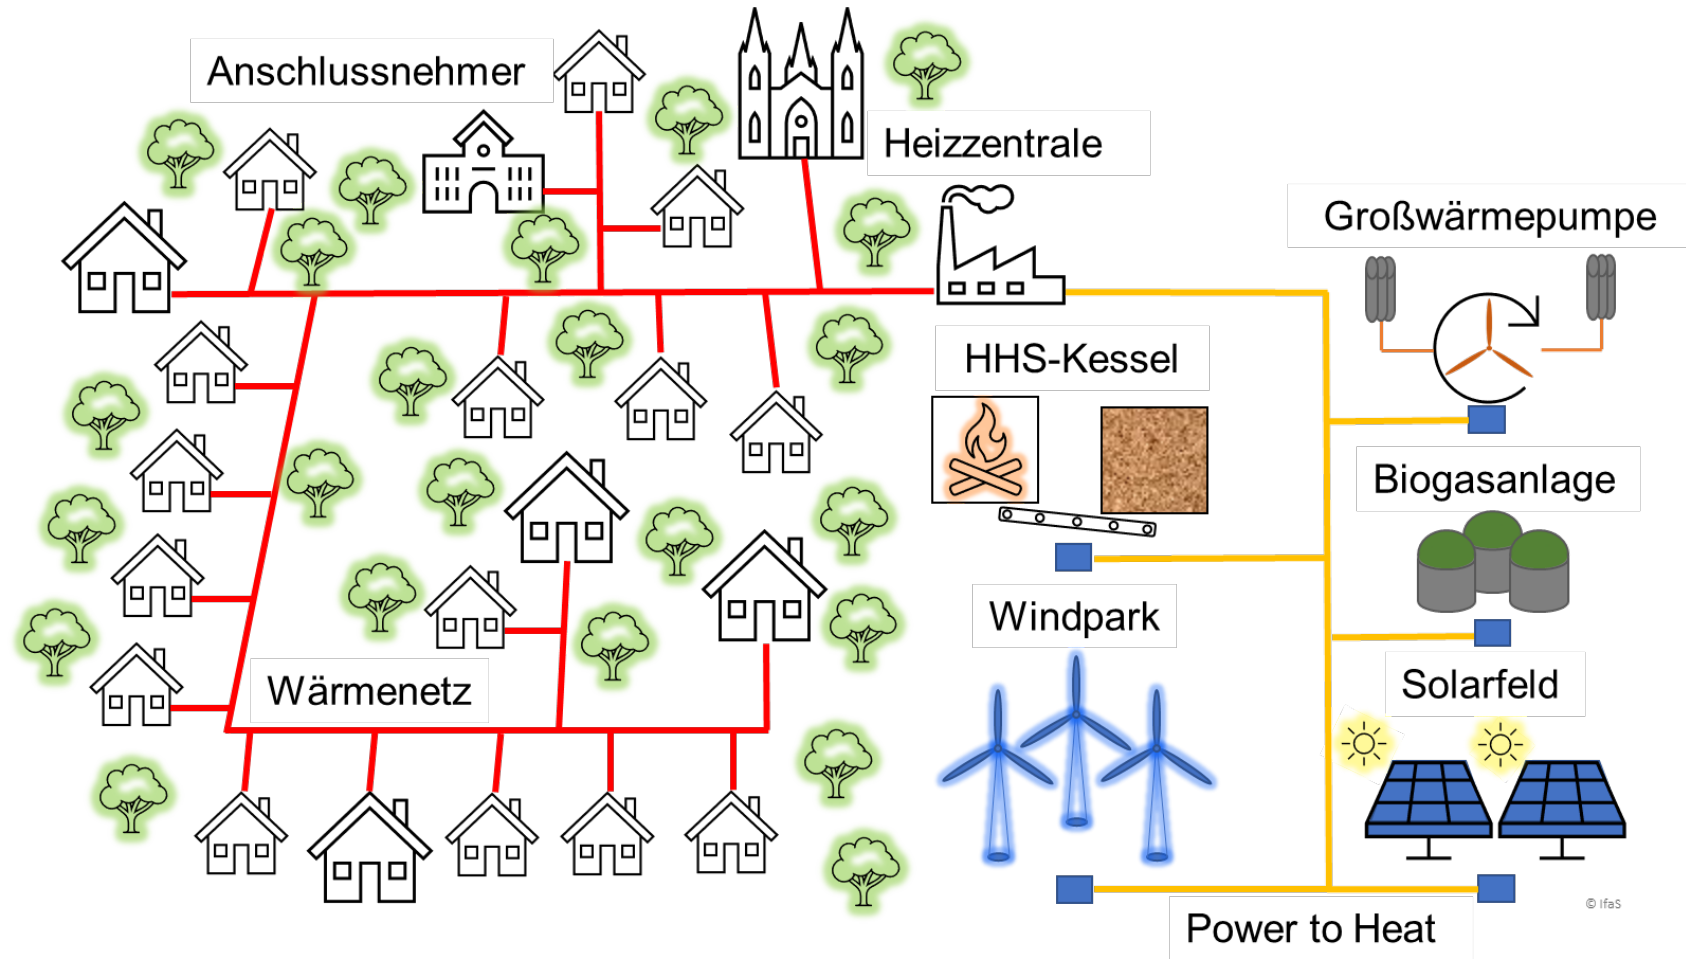 Anschlussnehmer
Heizzentrale
Großwärmepumpe
HHS-Kessel
Biogasanlage
Windpark
Solarfeld
Wärmenetz
© IfaS
Power to Heat